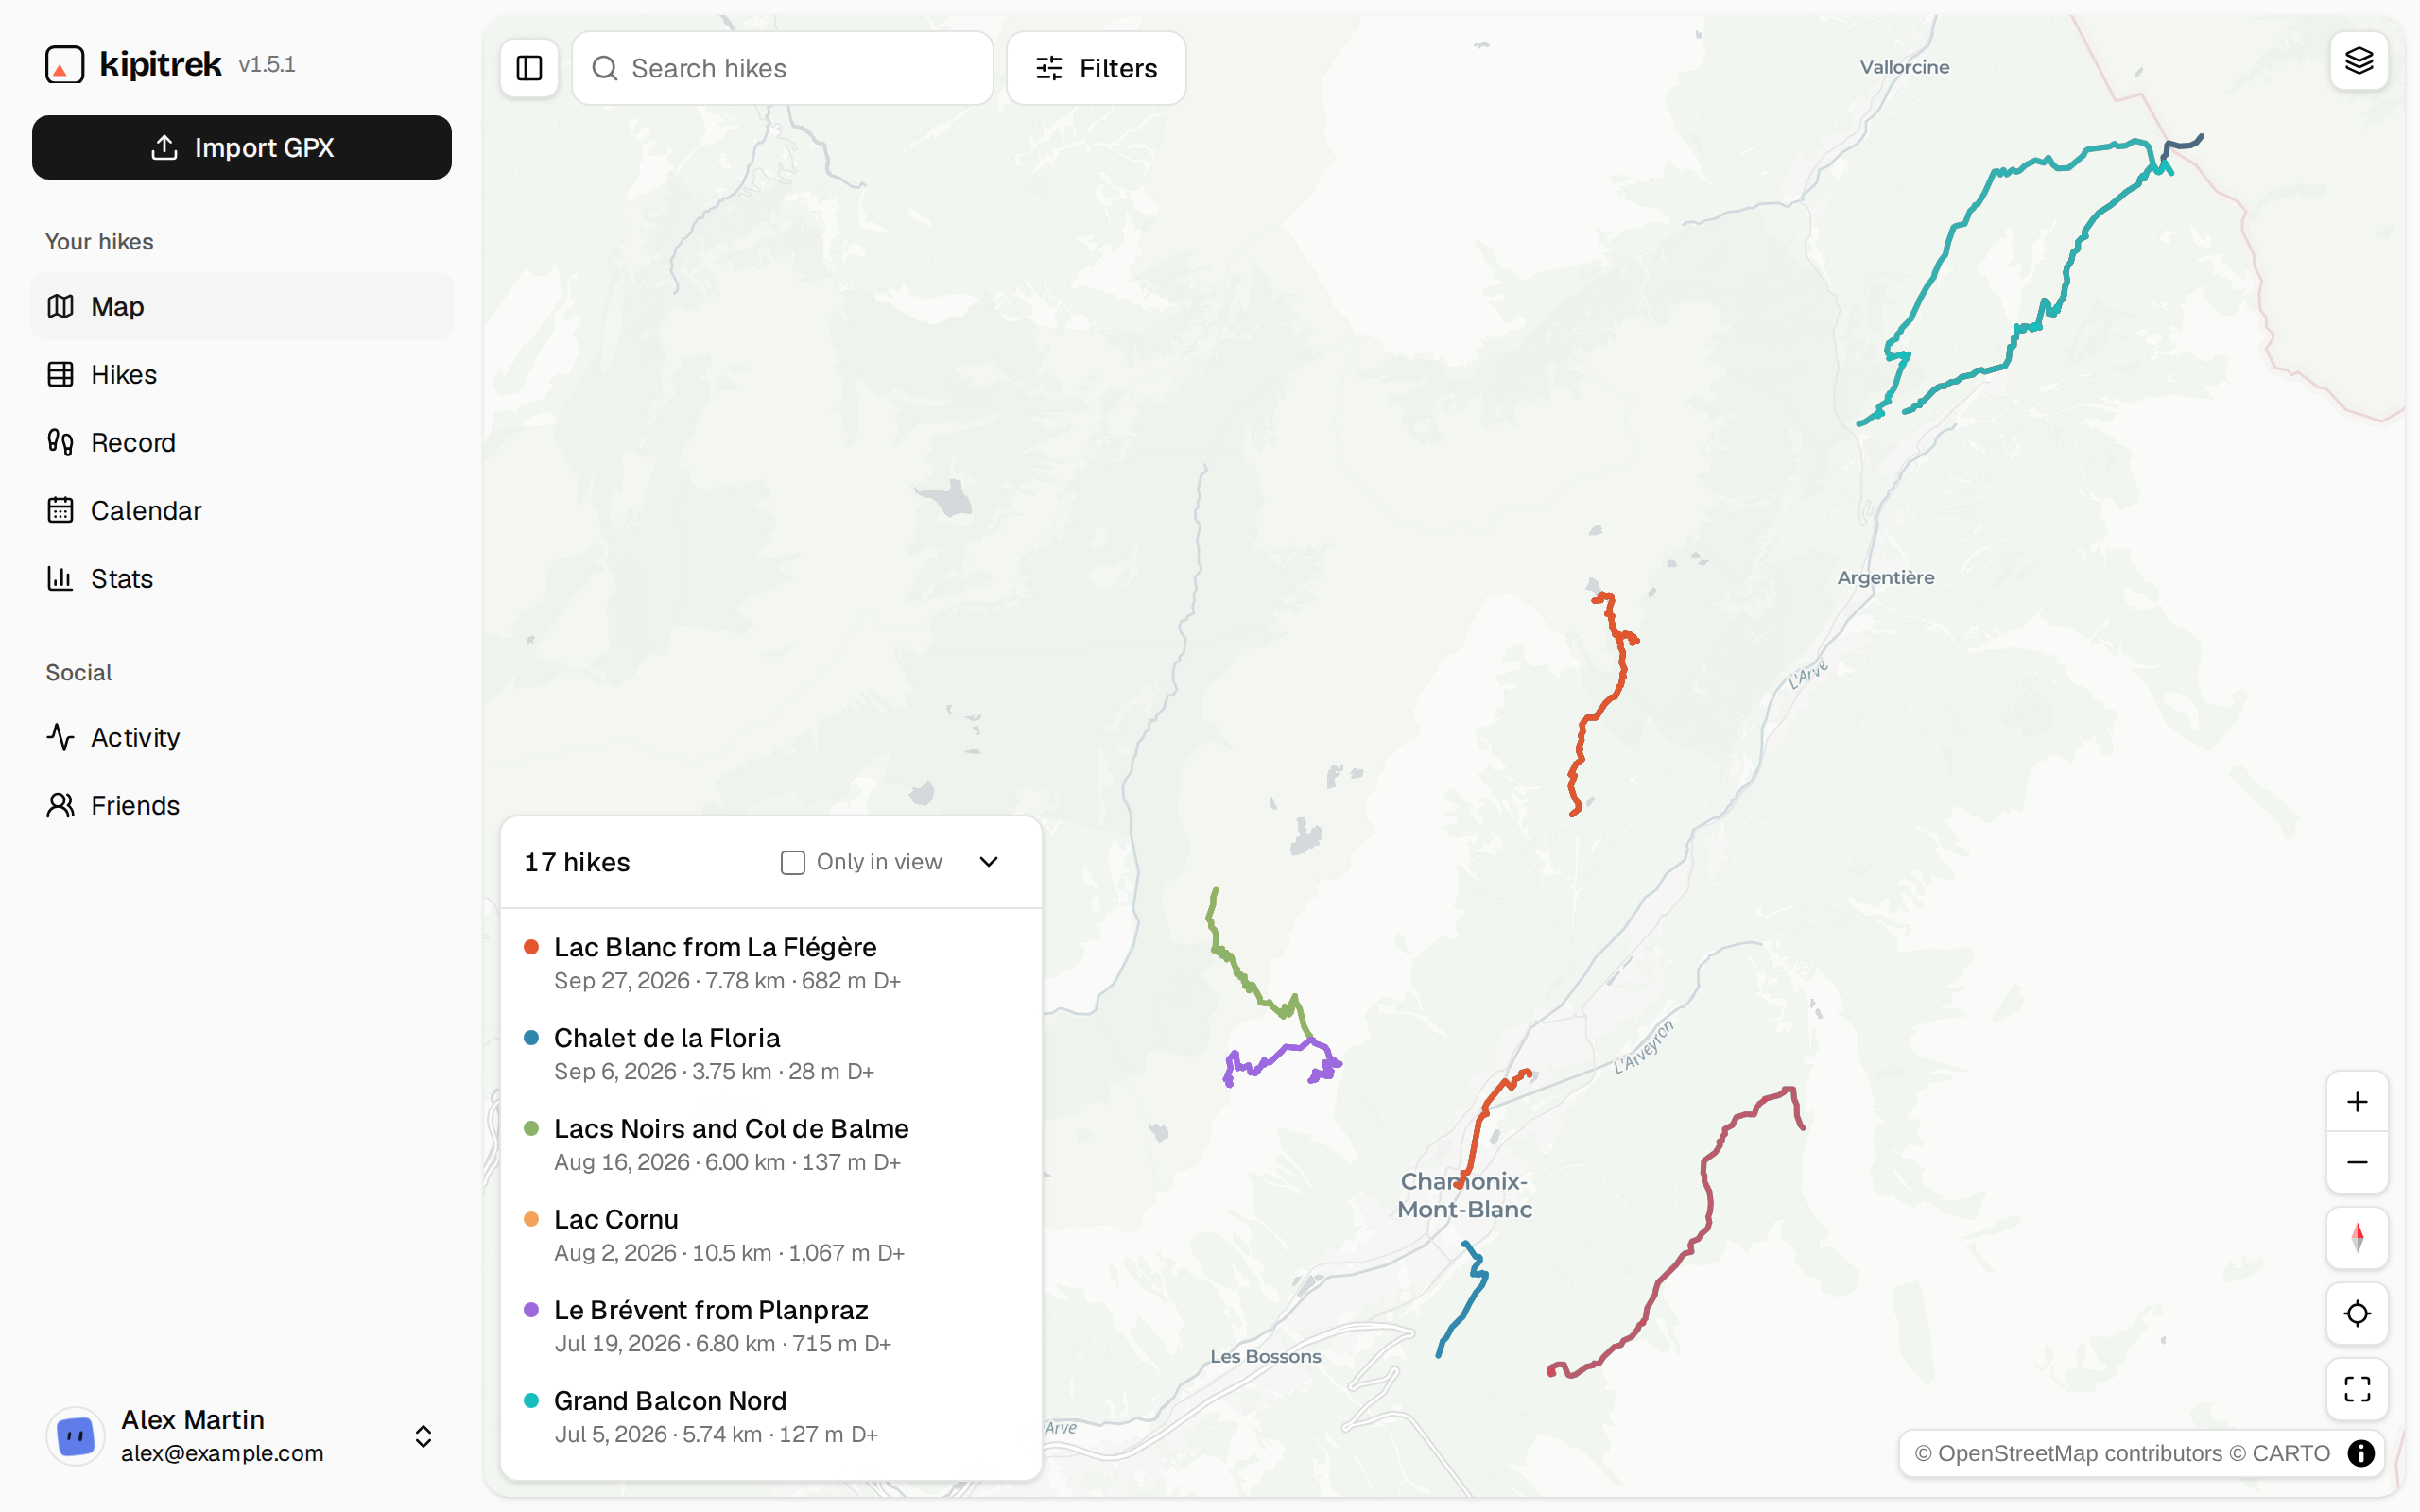 kipitrek v1.5.1
Import GPX
Your hikes
Map
Hikes
Record
Calendar
Stats
Social
Activity
Friends
Alex Martin
alex@example.com
Search hikes
Filters
17 hikes
Only in view
Lac Blanc from La Flégère
Sep 27, 2026 · 7.78 km · 682 m D+
Chalet de la Floria
Sep 6, 2026 · 3.75 km · 28 m D+
Lacs Noirs and Col de Balme
Aug 16, 2026 · 6.00 km · 137 m D+
Lac Cornu
Aug 2, 2026 · 10.5 km · 1,067 m D+
Le Brévent from Planpraz
Jul 19, 2026 · 6.80 km · 715 m D+
Grand Balcon Nord
Jul 5, 2026 · 5.74 km · 127 m D+
Vallorcine
Argentière
L'Arve
L'Arveyron
Chamonix-
Mont-Blanc
Les Bossons
Arve
© OpenStreetMap contributors © CARTO